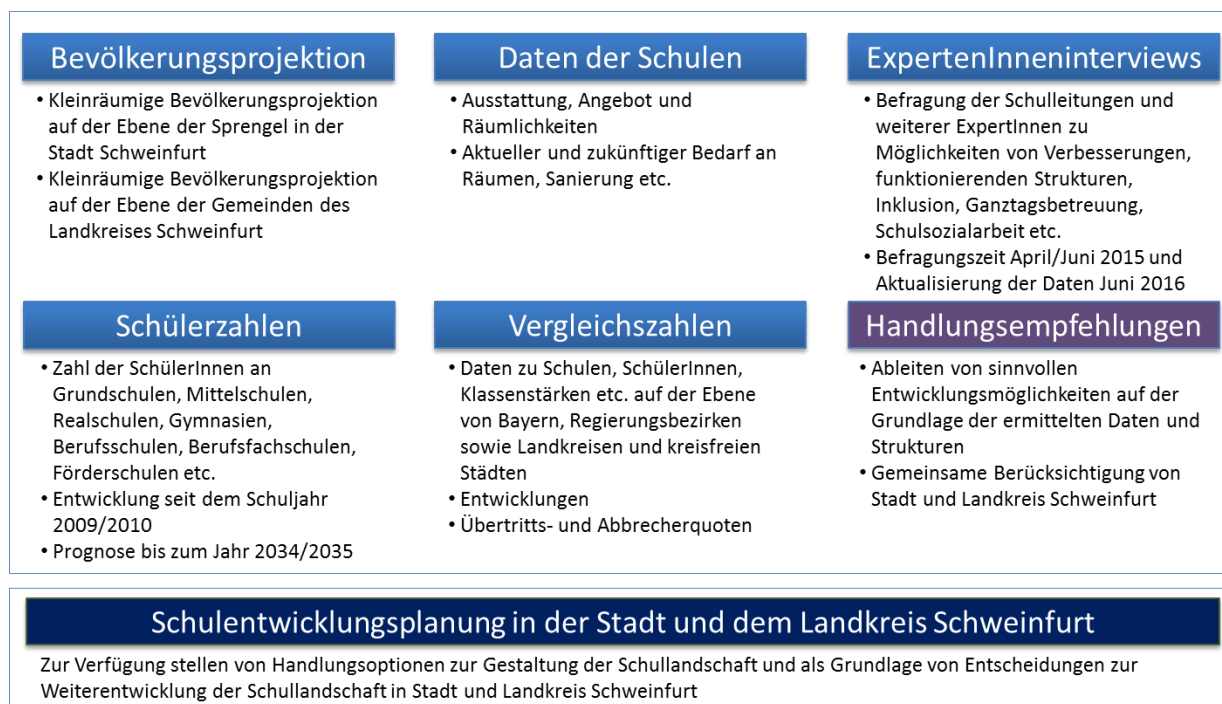 Bevölkerungsprojektion
• Kleinräumige Bevölkerungsprojektion
auf der Ebene der Sprengel in der
Stadt Schweinfurt
• Kleinräumige Bevölkerungsprojektion
auf der Ebene der Gemeinden des
Landkreises Schweinfurt
Daten der Schulen
• Ausstattung, Angebot und
Räumlichkeiten
• Aktueller und zukünftiger Bedarf an
Räumen, Sanierung etc.
ExpertenInneninterviews
• Befragung der Schulleitungen und
weiterer ExpertInnen zu
Möglichkeiten von Verbesserungen,
funktionierenden Strukturen,
Inklusion, Ganztagsbetreuung,
Schulsozialarbeit etc.
• Befragungszeit April/Juni 2015 und
Aktualisierung der Daten Juni 2016
Schülerzahlen
• Zahl der SchülerInnen an
Grundschulen, Mittelschulen,
Realschulen, Gymnasien,
Berufsschulen, Berufsfachschulen,
Förderschulen etc.
• Entwicklung seit dem Schuljahr
2009/2010
• Prognose bis zum Jahr 2034/2035
Vergleichszahlen
• Daten zu Schulen, SchülerInnen,
Klassenstärken etc. auf der Ebene
von Bayern, Regierungsbezirken
sowie Landkreisen und kreisfreien
Städten
• Entwicklungen
• Übertritts- und Abbrecherquoten
Handlungsempfehlungen
• Ableiten von sinnvollen
Entwicklungsmöglichkeiten auf der
Grundlage der ermittelten Daten und
Strukturen
• Gemeinsame Berücksichtigung von
Stadt und Landkreis Schweinfurt
Schulentwicklungsplanung in der Stadt und dem Landkreis Schweinfurt
Zur Verfügung stellen von Handlungsoptionen zur Gestaltung der Schullandschaft und als Grundlage von Entscheidungen zur
Weiterentwicklung der Schullandschaft in Stadt und Landkreis Schweinfurt